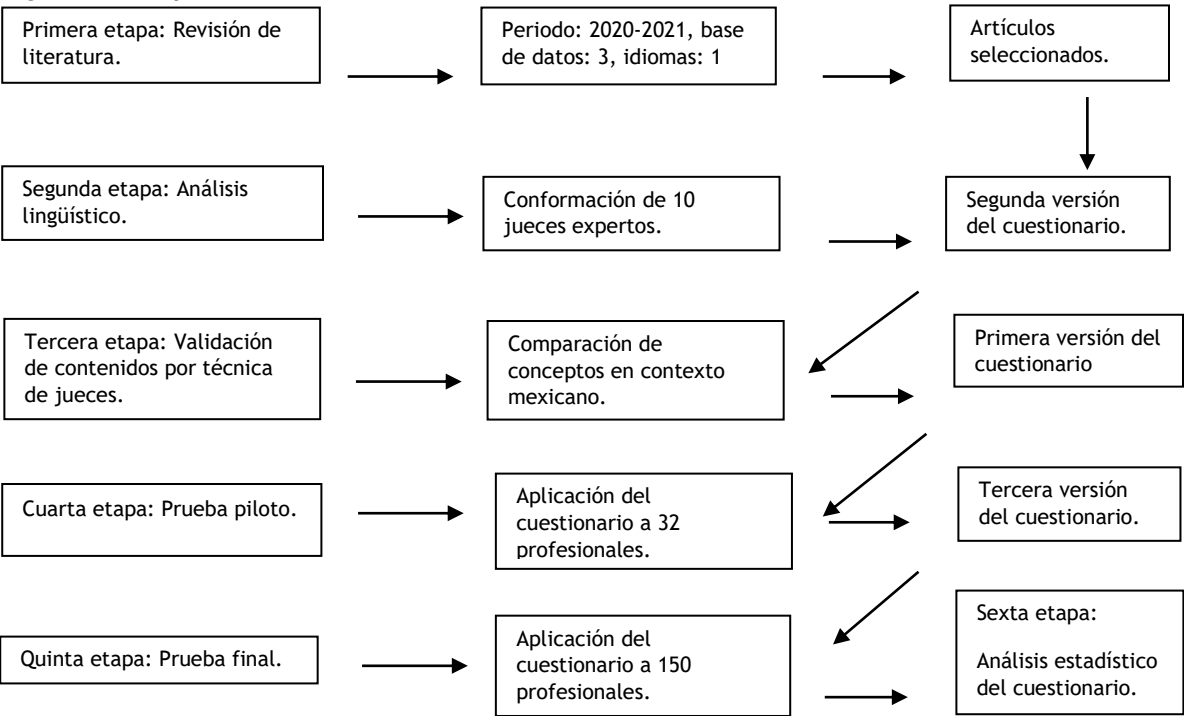 Primera etapa: Revisión de
literatura.
Periodo: 2020-2021, base
de datos: 3, idiomas: 1
Artículos
seleccionados.
Segunda etapa: Análisis
lingüístico.
Conformación de 10
jueces expertos.
Segunda versión
del cuestionario.
Tercera etapa: Validación
de contenidos por técnica
de jueces.
Comparación de
conceptos en contexto
mexicano.
Primera versión del
cuestionario
Cuarta etapa: Prueba piloto.
Aplicación del
cuestionario a 32
profesionales.
Tercera versión
del cuestionario.
Quinta etapa: Prueba final.
Aplicación del
cuestionario a 150
profesionales.
Sexta etapa:
Análisis estadístico
del cuestionario.